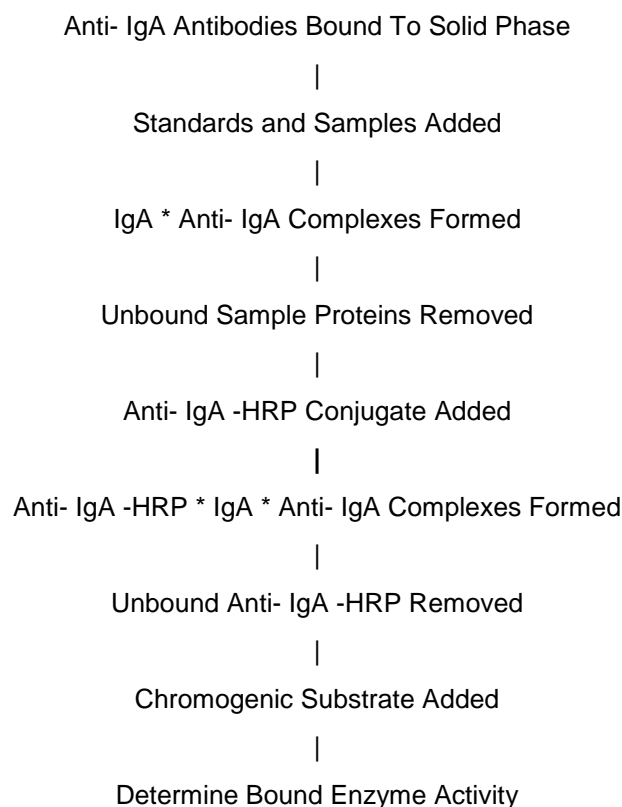 Anti- IgA Antibodies Bound To Solid Phase
|
Standards and Samples Added
|
IgA * Anti- IgA Complexes Formed
|
Unbound Sample Proteins Removed
|
Anti- IgA -HRP Conjugate Added
|
Anti- IgA -HRP * IgA * Anti- IgA Complexes Formed
|
Unbound Anti- IgA -HRP Removed
|
Chromogenic Substrate Added
|
Determine Bound Enzyme Activity